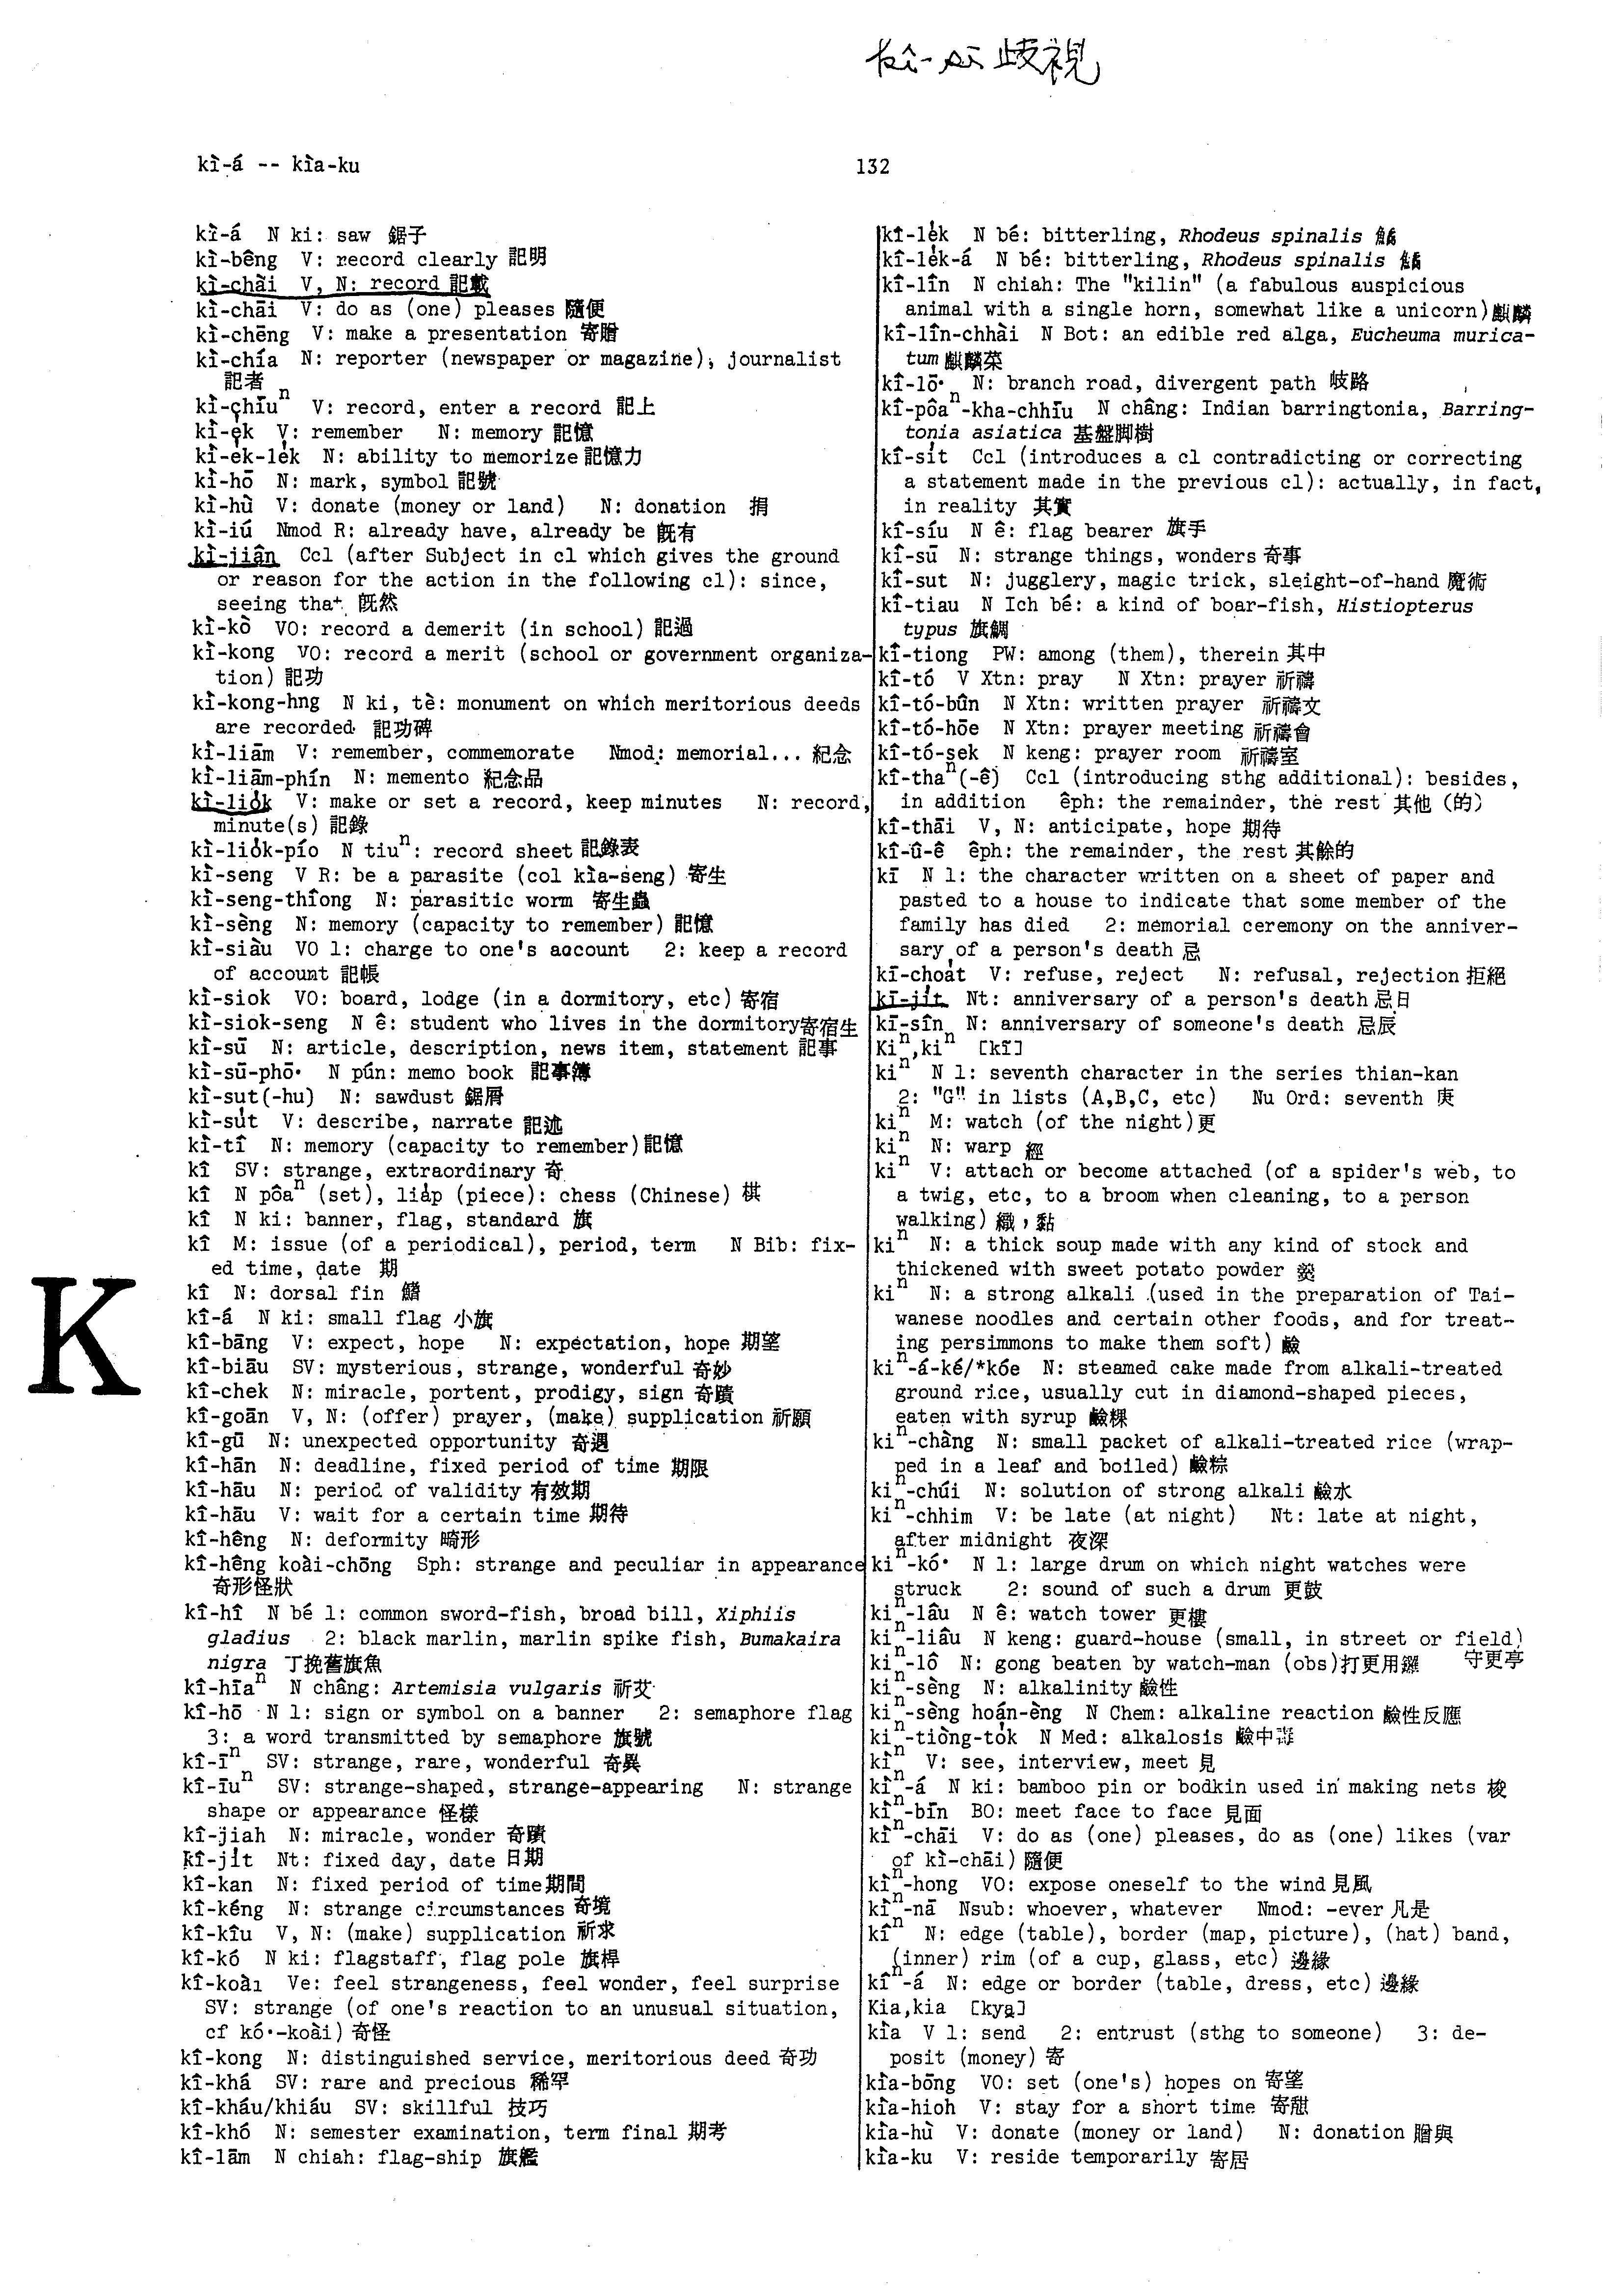 kî-sī 歧視
kì-á -- kìa-ku
132
kì-á N ki: saw 鋸子
kì-bêng V: record clearly 記明
kì-chài V, N: record 記載
kì-chāi V: do as (one) pleases 隨便
kì-chēng V: make a presentation 寄贈
kì-chía N: reporter (newspaper or magazine), journalist
記者
kì-chīuⁿ V: record, enter a record 記上
kì-e̍k V: remember N: memory 記憶
kì-e̍k-le̍k N: ability to memorize 記憶力
kì-hō N: mark, symbol 記號
kì-hù V: donate (money or land) N: donation 捐
kì-iú Nmod R: already have, already be 旣有
kì-jiân Ccl (after Subject in cl which gives the ground
or reason for the action in the following cl): since,
seeing that 旣然
kì-kò VO: record a demerit (in school) 記過
kì-kong VO: record a merit (school or government organiza-
tion) 記功
kì-kong-hng N ki, tè: monument on which meritorious deeds
are recorded 記功碑
kì-liām V: remember, commemorate Nmod: memorial... 紀念
kì-liām-phín N: memento 紀念品
kì-lio̍k V: make or set a record, keep minutes N: record,
minute(s) 記錄
kì-lio̍k-pío N tiuⁿ: record sheet 記錄表
kì-seng V R: be a parasite (col kìa-seng) 寄生
kì-seng-thîong N: parasitic worm 寄生蟲
kì-sèng N: memory (capacity to remember) 記憶
kì-siàu VO 1: charge to one's account 2: keep a record
of account 記帳
kì-siok VO: board, lodge (in a dormitory, etc) 寄宿
kì-siok-seng N ê: student who lives in the dormitory 寄宿生
kì-sū N: article, description, news item, statement 記事
kì-sū-phō· N pún: memo book 記事簿
kì-sut(-hu) N: sawdust 鋸屑
kì-su̍t V: describe, narrate 記述
kì-tî N: memory (capacity to remember) 記憶
kî SV: strange, extraordinary 奇
kî N pôaⁿ (set), lia̍p (piece): chess (Chinese) 棋
kî N ki: banner, flag, standard 旗
kî M: issue (of a periodical), period, term N Bib: fix-
ed time, date 期
kî N: dorsal fin 鰭
kî-á N ki: small flag 小旗
kî-bāng V: expect, hope N: expectation, hope 期望
kî-biāu SV: mysterious, strange, wonderful 奇妙
kî-chek N: miracle, portent, prodigy, sign 奇蹟
kî-goān V, N: (offer) prayer, (make) supplication 祈願
kî-gū N: unexpected opportunity 奇遇
kî-hān N: deadline, fixed period of time 期限
kî-hāu N: period of validity 有效期
kî-hāu V: wait for a certain time 期待
kî-hêng N: deformity 畸形
kî-hêng koài-chōng Sph: strange and peculiar in appearance
奇形怪狀
kî-hî N bé 1: common sword-fish, broad bill, Xiphiis
gladius 2: black marlin, marlin spike fish, Bumakaira
nigra 丁挽舊旗魚
kî-hīaⁿ N châng: Artemisia vulgaris 祈艾
kî-hō N 1: sign or symbol on a banner 2: semaphore flag
3: a word transmitted by semaphore 旗號
kî-īⁿ SV: strange, rare, wonderful 奇異
kî-īuⁿ SV: strange-shaped, strange-appearing N: strange
shape or appearance 怪樣
kî-jiah N: miracle, wonder 奇蹟
kî-ji̍t Nt: fixed day, date 日期
kî-kan N: fixed period of time 期間
kî-kéng N: strange circumstances 奇境
kî-kîu V, N: (make) supplication 祈求
kî-kó N ki: flagstaff, flag pole 旗桿
kî-koài Ve: feel strangeness, feel wonder, feel surprise
SV: strange (of one's reaction to an unusual situation,
cf kó·-koài) 奇怪
kî-kong N: distinguished service, meritorious deed 奇功
kî-khá SV: rare and precious 稀罕
kî-kháu/khiáu SV: skillful 技巧
kî-khó N: semester examination, term final 期考
kî-lām N chiah: flag-ship 旗艦
K
kî-le̍k N bé: bitterling, Rhodeus spinalis
kî-le̍k-á N bé: bitterling, Rhodeus spinalis
kî-lîn N chiah: The "kilin" (a fabulous auspicious
animal with a single horn, somewhat like a unicorn) 麒麟
kî-lîn-chhài N Bot: an edible red alga, Eucheuma murica-
tum 麒麟菜
kî-lō· N: branch road, divergent path 岐路
kî-pôaⁿ-kha-chhīu N châng: Indian barringtonia, Barring-
tonia asiatica 基盤脚樹
kî-si̍t Ccl (introduces a cl contradicting or correcting
a statement made in the previous cl): actually, in fact,
in reality 其實
kî-síu N ê: flag bearer 旗手
kî-sū N: strange things, wonders 奇事
kî-sut N: jugglery, magic trick, sleight-of-hand 魔術
kî-tiau N Ich bé: a kind of boar-fish, Histiopterus
typus 旗鯛
kî-tiong PW: among (them), therein 其中
kî-tó V Xtn: pray N Xtn: prayer 祈禱
kî-tó-bûn N Xtn: written prayer 祈禱文
kî-tó-hōe N Xtn: prayer meeting 祈禱會
kî-tó-sek N keng: prayer room 祈禱室
kî-thaⁿ(-ê) Ccl (introducing sthg additional): besides,
in addition êph: the remainder, the rest 其他(的)
kî-thāi V, N: anticipate, hope 期待
kî-û-ê êph: the remainder, the rest 其餘的
kī N 1: the character written on a sheet of paper and
pasted to a house to indicate that some member of the
family has died 2: memorial ceremony on the anniver-
sary of a person's death 忌
kī-choa̍t V: refuse, reject N: refusal, rejection 拒絕
kī-ji̍t Nt: anniversary of a person's death 忌日
kī-sîn N: anniversary of someone's death 忌辰
Kiⁿ,kiⁿ [kĩ]
kiⁿ N 1: seventh character in the series thian-kan
2: "G" in lists (A,B,C, etc) Nu Ord: seventh 庚
kiⁿ M: watch (of the night) 更
kiⁿ N: warp 經
kiⁿ V: attach or become attached (of a spider's web, to
a twig, etc, to a broom when cleaning, to a person
walking) 織，黏
kiⁿ N: a thick soup made with any kind of stock and
thickened with sweet potato powder 羹
kiⁿ N: a strong alkali (used in the preparation of Tai-
wanese noodles and certain other foods, and for treat-
ing persimmons to make them soft) 鹼
kiⁿ-á-ké/*kóe N: steamed cake made from alkali-treated
ground rice, usually cut in diamond-shaped pieces,
eaten with syrup 鹼粿
kiⁿ-chàng N: small packet of alkali-treated rice (wrap-
ped in a leaf and boiled) 鹼粽
kiⁿ-chúi N: solution of strong alkali 鹼水
kiⁿ-chhim V: be late (at night) Nt: late at night,
after midnight 夜深
kiⁿ-kó· N 1: large drum on which night watches were
struck 2: sound of such a drum 更鼓
kiⁿ-lâu N ê: watch tower 更樓
kiⁿ-liâu N keng: guard-house (small, in street or field)
守更亭
kiⁿ-lô N: gong beaten by watch-man (obs) 打更用鑼
kiⁿ-sèng N: alkalinity 鹼性
kiⁿ-sèng hoán-èng N Chem: alkaline reaction 鹼性反應
kiⁿ-tiòng-to̍k N Med: alkalosis 鹼中毒
kìⁿ V: see, interview, meet 見
kìⁿ-á N ki: bamboo pin or bodkin used in making nets 梭
kìⁿ-bīn BO: meet face to face 見面
kìⁿ-chāi V: do as (one) pleases, do as (one) likes (var
of kì-chāi) 隨便
kìⁿ-hong VO: expose oneself to the wind 見風
kìⁿ-nā Nsub: whoever, whatever Nmod: -ever 凡是
kîⁿ N: edge (table), border (map, picture), (hat) band,
(inner) rim (of a cup, glass, etc) 邊緣
kîⁿ-á N: edge or border (table, dress, etc) 邊緣
Kia,kia [kya]
kìa V 1: send 2: entrust (sthg to someone) 3: de-
posit (money) 寄
kìa-bōng VO: set (one's) hopes on 寄望
kìa-hioh V: stay for a short time 寄憇
kìa-hù V: donate (money or land) N: donation 贈與
kìa-ku V: reside temporarily 寄居